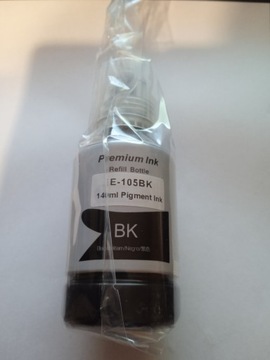 Premium Ink
Refill Bottle
E-105BK
140ml Pigment Ink
BK